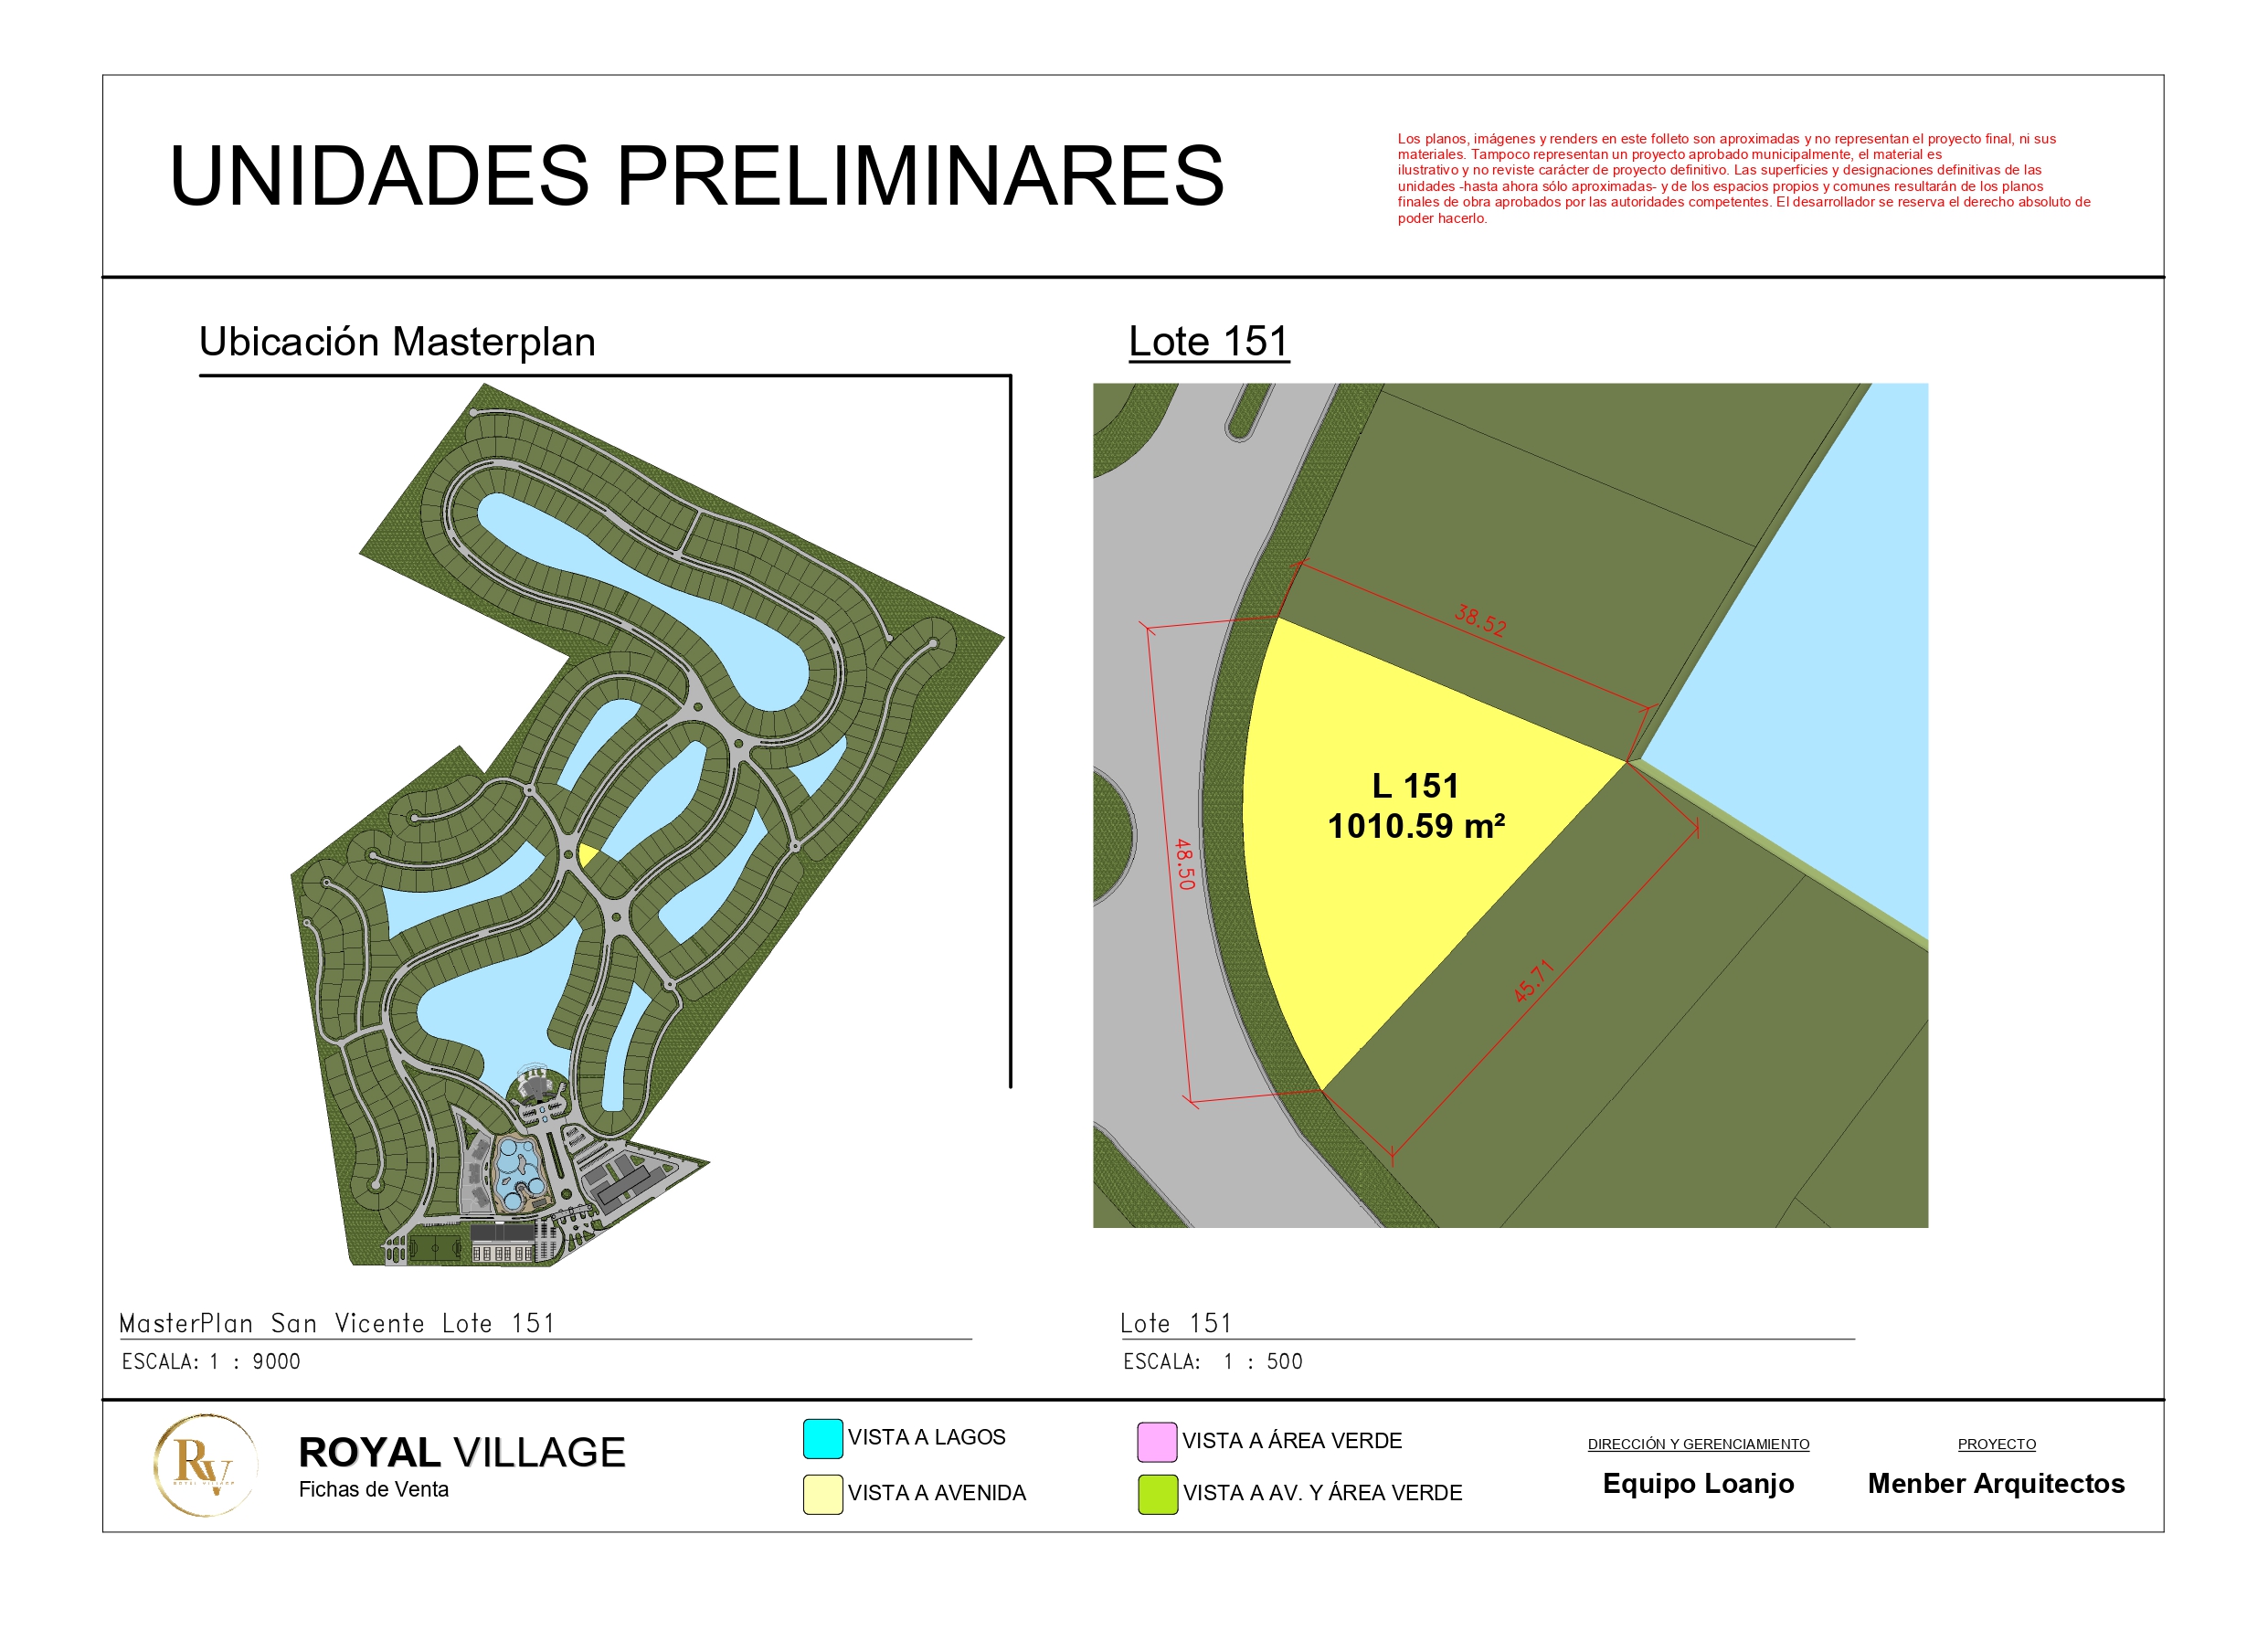 UNIDADES PRELIMINARES
Los planos, imágenes y renders en este folleto son aproximadas y no representan el proyecto final, ni sus
materiales. Tampoco representan un proyecto aprobado municipalmente, el material es
ilustrativo y no reviste carácter de proyecto definitivo. Las superficies y designaciones definitivas de las
unidades -hasta ahora sólo aproximadas- y de los espacios propios y comunes resultarán de los planos
finales de obra aprobados por las autoridades competentes. El desarrollador se reserva el derecho absoluto de
poder hacerlo.
Ubicación Masterplan
Lote 151
38.52
L 151
1010.59 m²
48.50
45.71
MasterPlan San Vicente Lote 151
ESCALA: 1 : 9000
Lote 151
ESCALA: 1 : 500
RV
ROYAL VILLAGE
ROYAL VILLAGE
Fichas de Venta
VISTA A LAGOS
VISTA A AVENIDA
VISTA A ÁREA VERDE
VISTA A AV. Y ÁREA VERDE
DIRECCIÓN Y GERENCIAMIENTO
Equipo Loanjo
PROYECTO
Menber Arquitectos